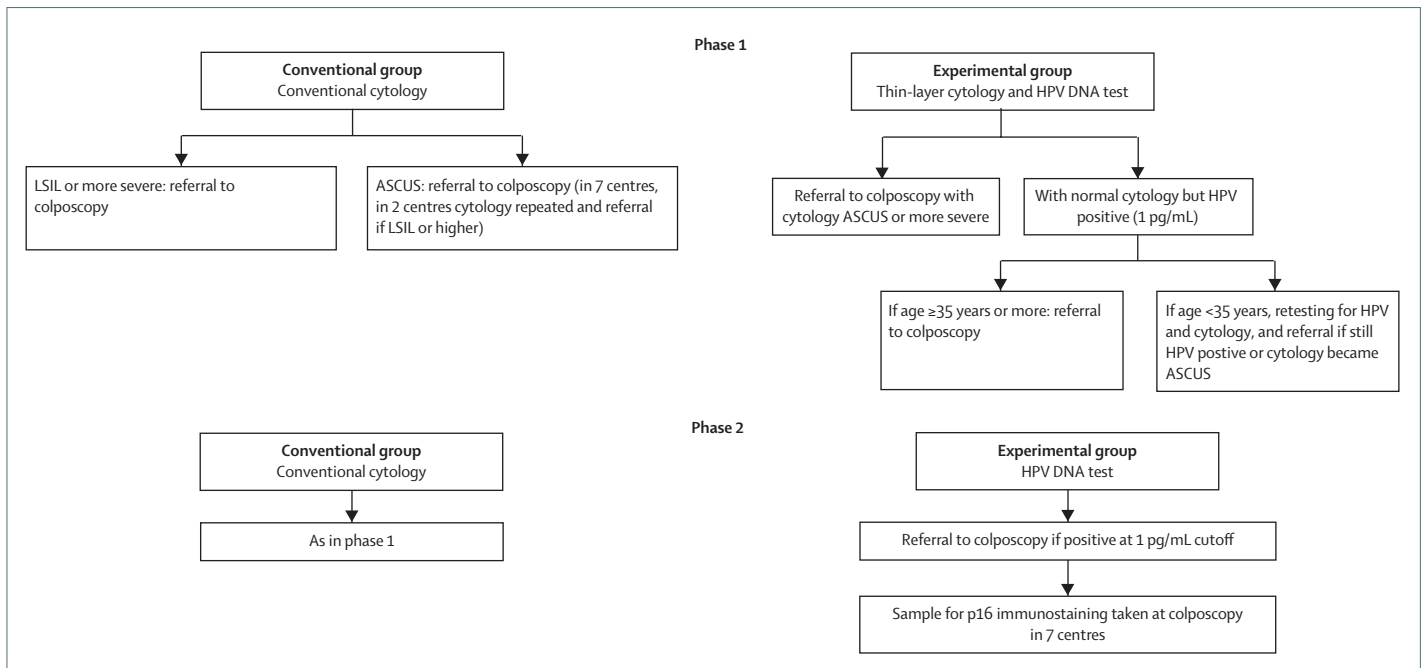 Phase 1
Conventional group
Conventional cytology
LSIL or more severe: referral to
colposcopy
ASCUS: referral to colposcopy (in 7 centres,
in 2 centres cytology repeated and referral
if LSIL or higher)
Experimental group
Thin-layer cytology and HPV DNA test
Referral to colposcopy with
cytology ASCUS or more severe
With normal cytology but HPV
positive (1 pg/mL)
If age ≥35 years or more: referral
to colposcopy
If age <35 years, retesting for HPV
and cytology, and referral if still
HPV postive or cytology became
ASCUS
Phase 2
Conventional group
Conventional cytology
As in phase 1
Experimental group
HPV DNA test
Referral to colposcopy if positive at 1 pg/mL cutoff
Sample for p16 immunostaining taken at colposcopy
in 7 centres